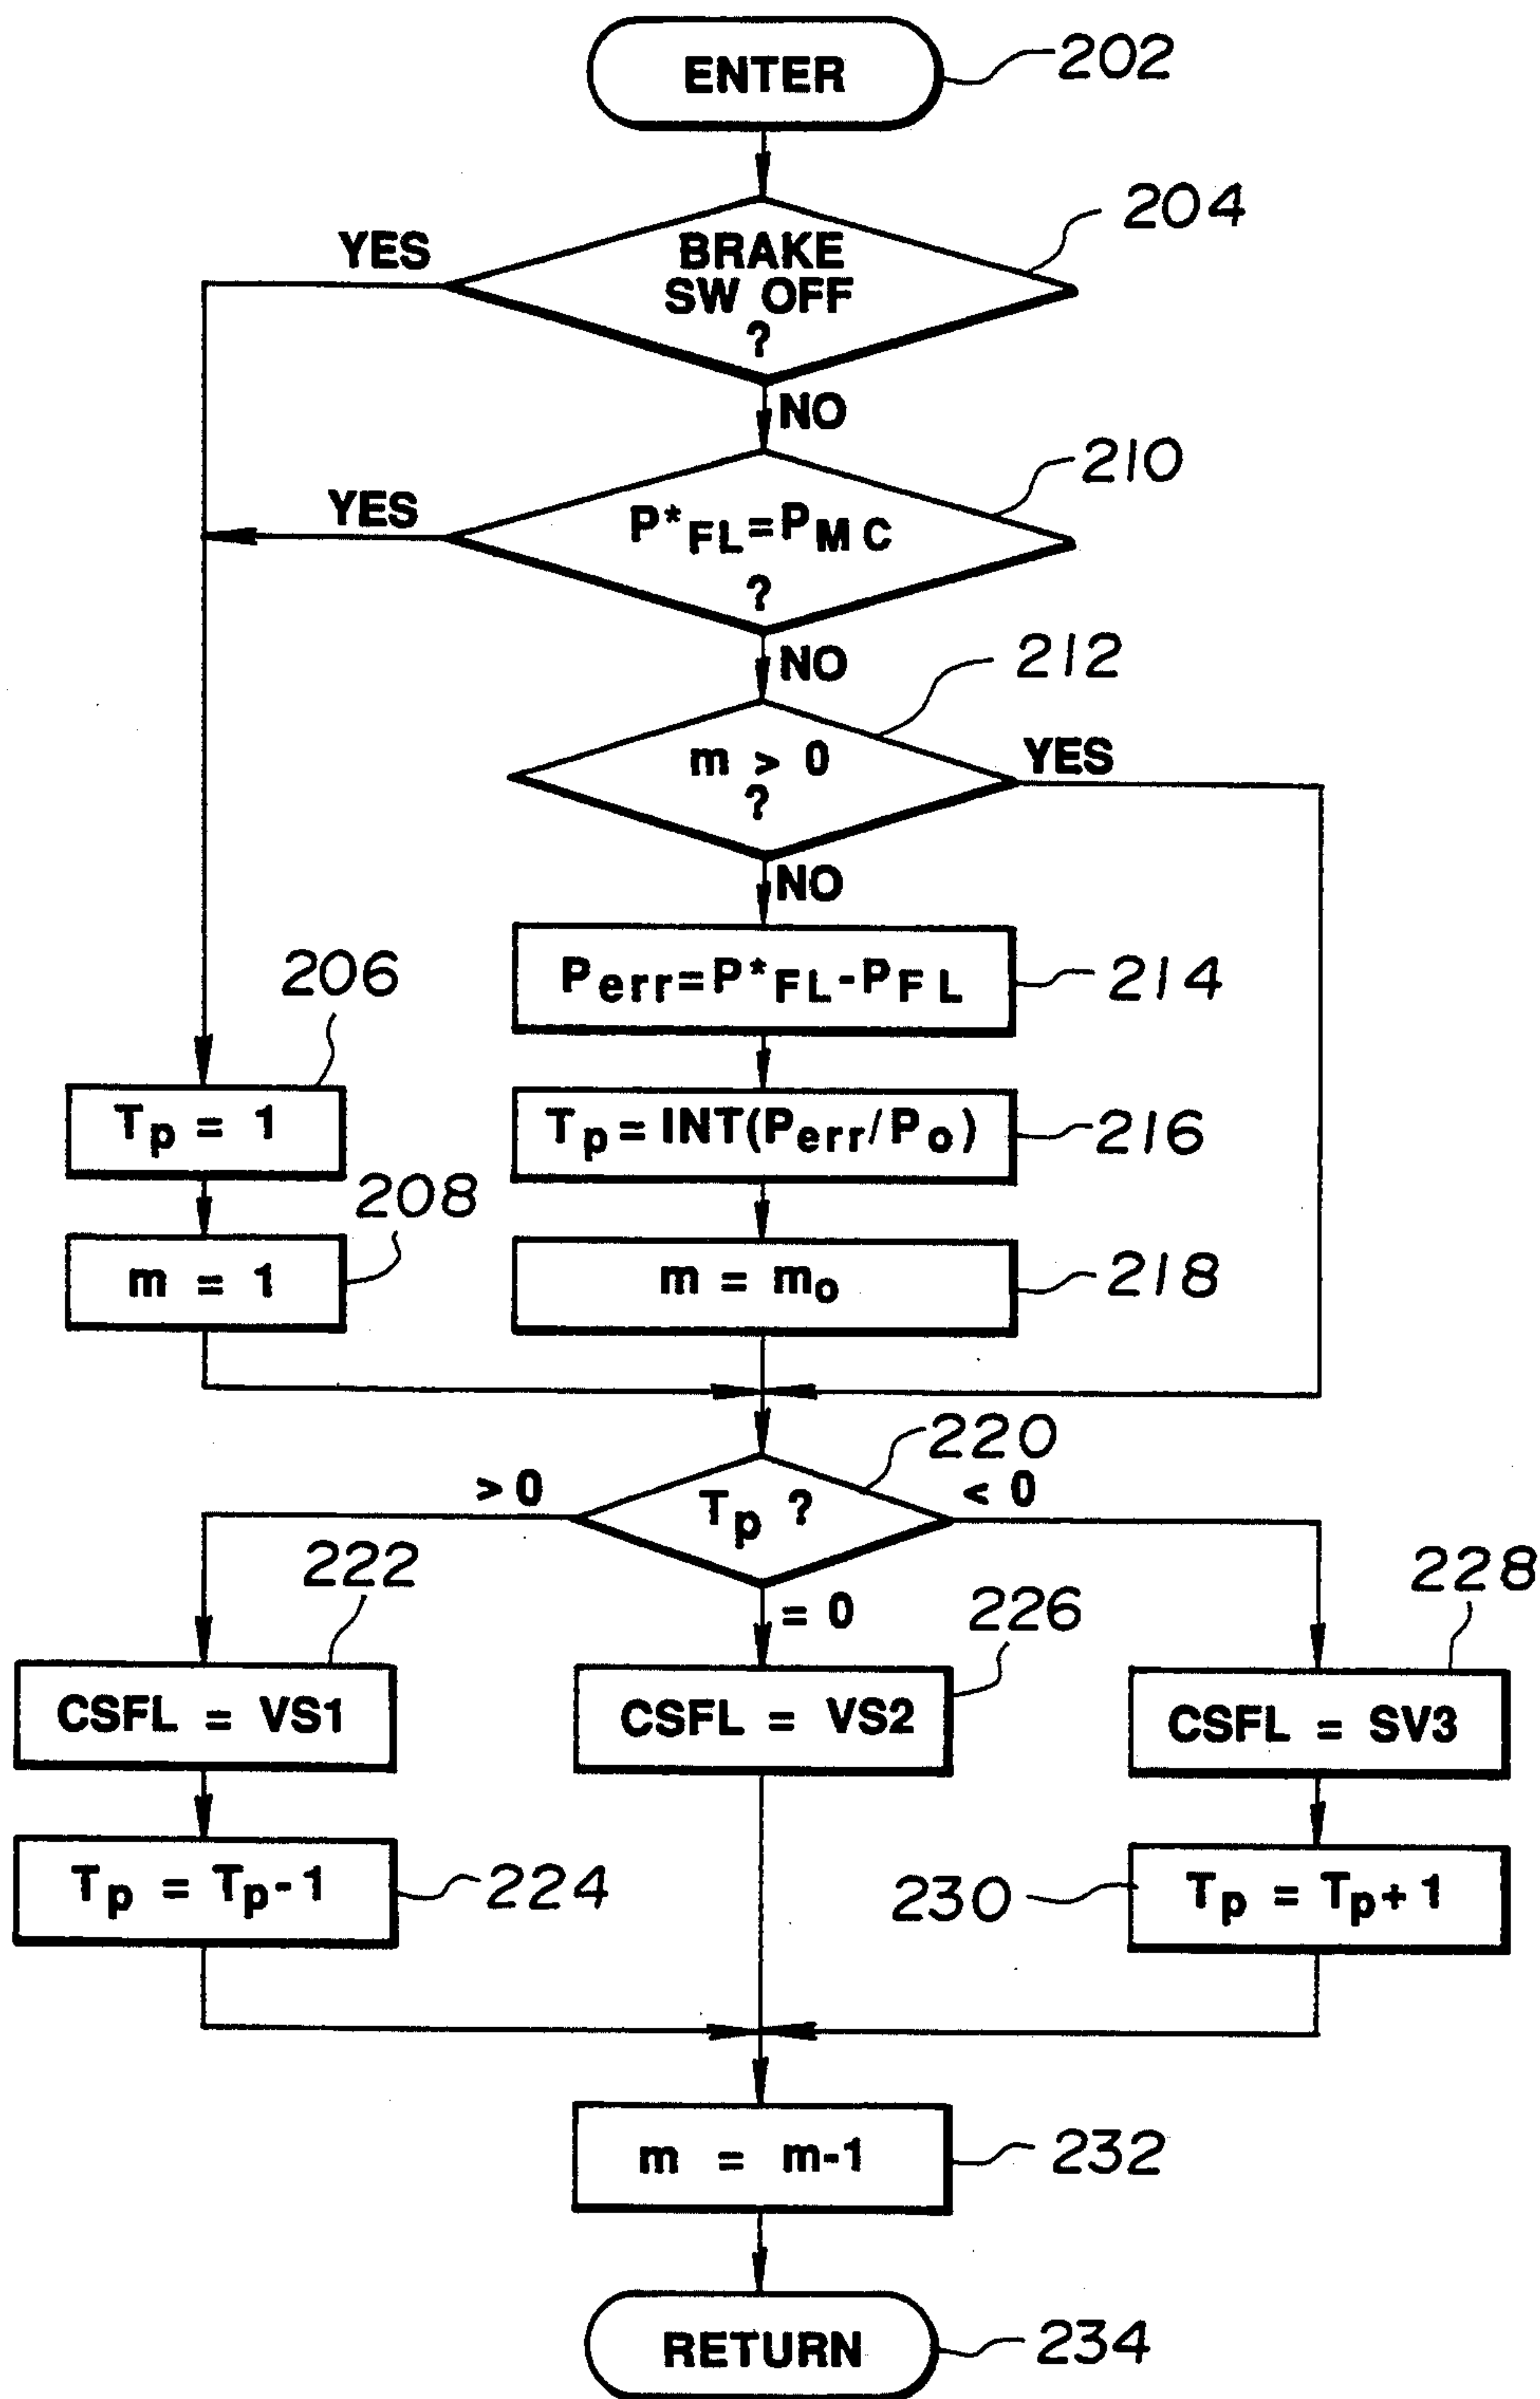 ENTER
202
204
YES
BRAKE
SW OFF
?
NO
210
YES
P*FL=PMC
?
NO
212
m > 0
?
YES
NO
206
Perr=P*FL-PFL
214
Tp = 1
Tp=INT(Perr/Po)
216
208
m = 1
m = mo
218
220
>0
Tp ?
<0
222
=0
226
228
CSFL = VS1
CSFL = VS2
CSFL = SV3
Tp = Tp-1
224
230
Tp = Tp+1
m = m-1
232
RETURN
234